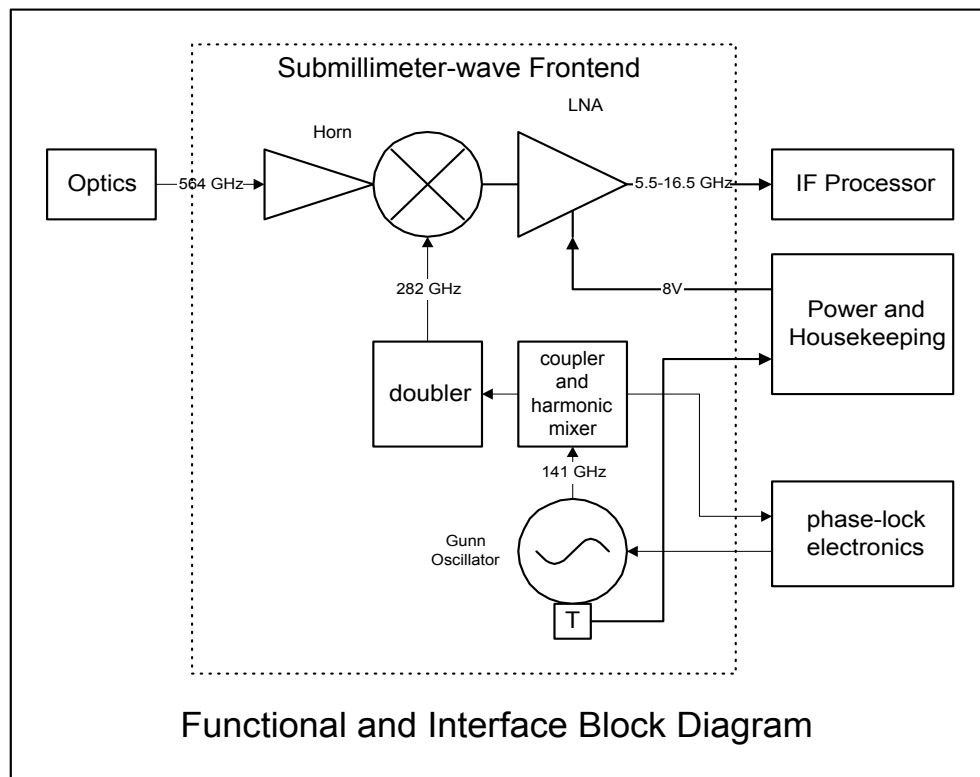 Submillimeter-wave Frontend
LNA
Horn
Optics
564 GHz
5.5-16.5 GHz
IF Processor
282 GHz
8V
Power and
Housekeeping
doubler
coupler
and
harmonic
mixer
141 GHz
Gunn
Oscillator
phase-lock
electronics
T
Functional and Interface Block Diagram